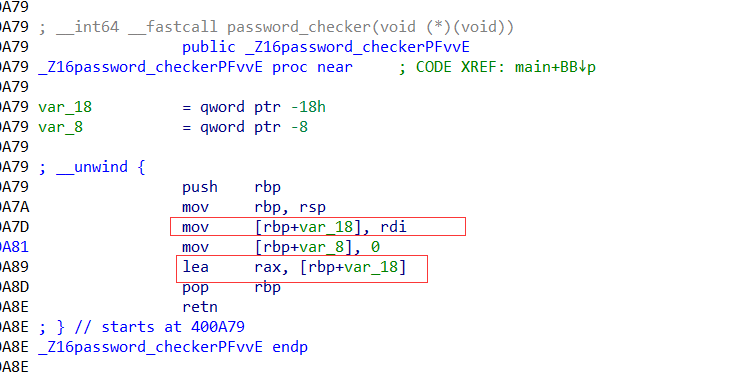 0A79
0A79 ; __int64 __fastcall password_checker(void (*)(void))
0A79 public _Z16password_checkerPFvvE
0A79 _Z16password_checkerPFvvE proc near ; CODE XREF: main+BB↓p
0A79
0A79 var_18 = qword ptr -18h
0A79 var_8 = qword ptr -8
0A79
0A79 ; __unwind {
0A79 push rbp
0A7A mov rbp, rsp
0A7D mov [rbp+var_18], rdi
0A81 mov [rbp+var_8], 0
0A89 lea rax, [rbp+var_18]
0A8D pop rbp
0A8E retn
0A8E ; } // starts at 400A79
0A8E _Z16password_checkerPFvvE endp
0A8E